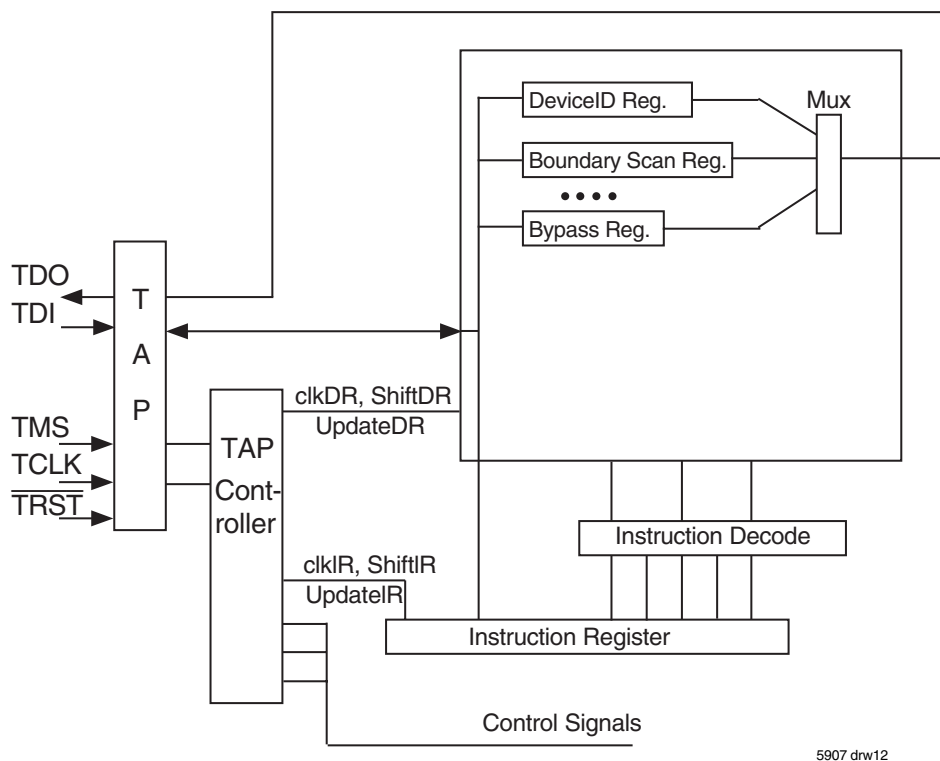 DeviceID Reg.
Mux
Boundary Scan Reg.
Bypass Reg.
TDO
TDI
T
A
P
TMS
TCLK
TRST
clkDR, ShiftDR
UpdateDR
TAP
Cont-
roller
Instruction Decode
clkIR, ShiftIR
UpdateIR
Instruction Register
Control Signals
5907 drw12